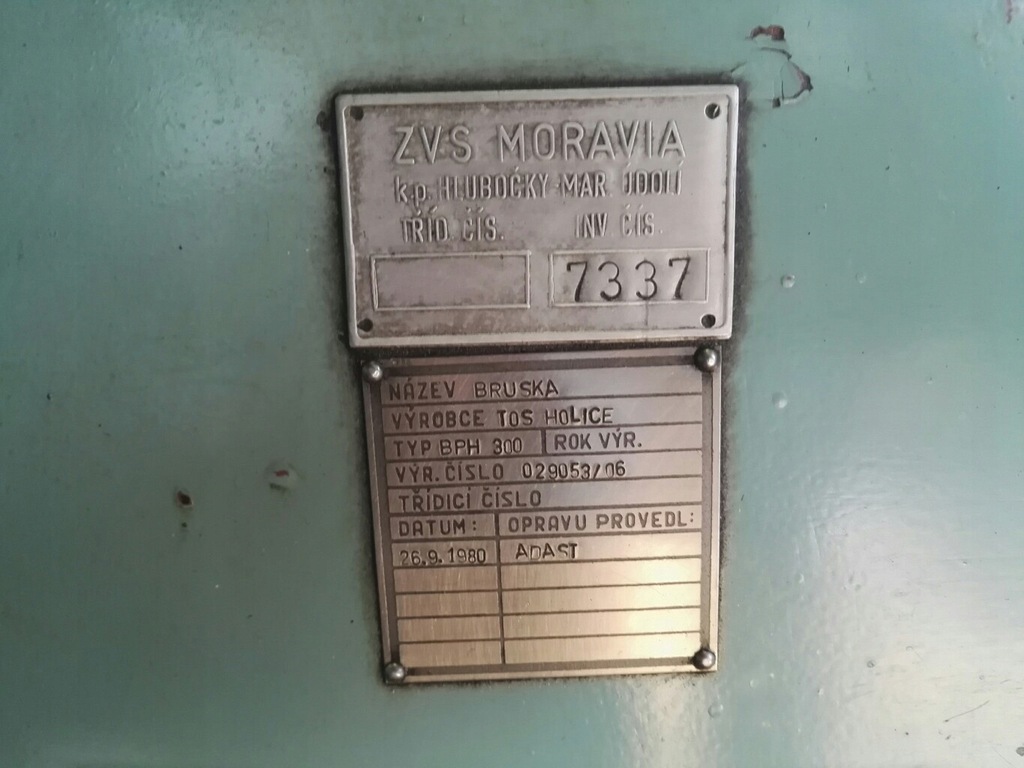 ZVS MORAVIA
k.p. HLUBOČKY-MAR. ÚDOLÍ
TŘÍD. ČÍS. INV. ČÍS.
7337
NÁZEV BRUSKA
VÝROBCE TOS HOLICE
TYP BPH 300 ROK VÝR.
VÝR. ČÍSLO 029053/06
TŘÍDICÍ ČÍSLO
DATUM: OPRAVU PROVEDL:
26.9.1980 ADAST